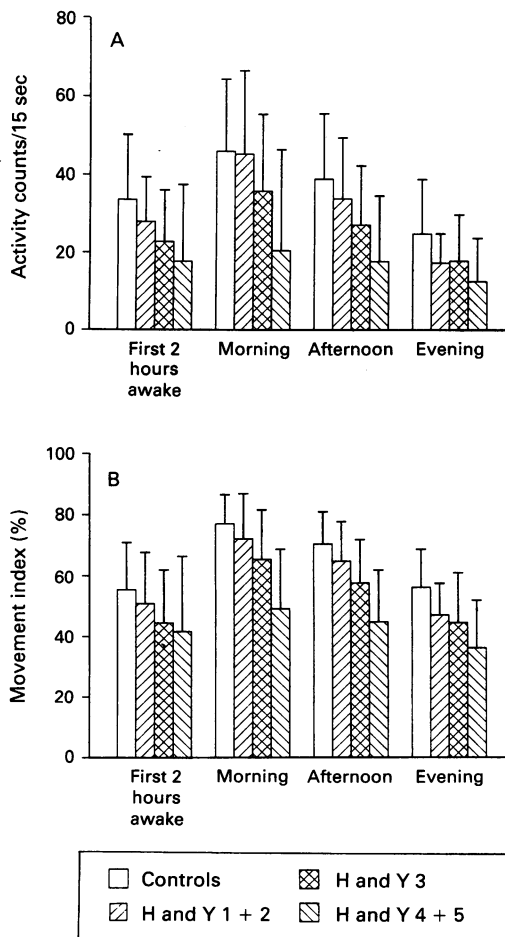 A
Activity counts/15 sec
80
60
40
20
0
First 2
hours
awake
Morning
Afternoon
Evening
B
Movement index (%)
100
80
60
40
20
0
First 2
hours
awake
Morning
Afternoon
Evening
Controls
H and Y 3
H and Y 1 + 2
H and Y 4 + 5